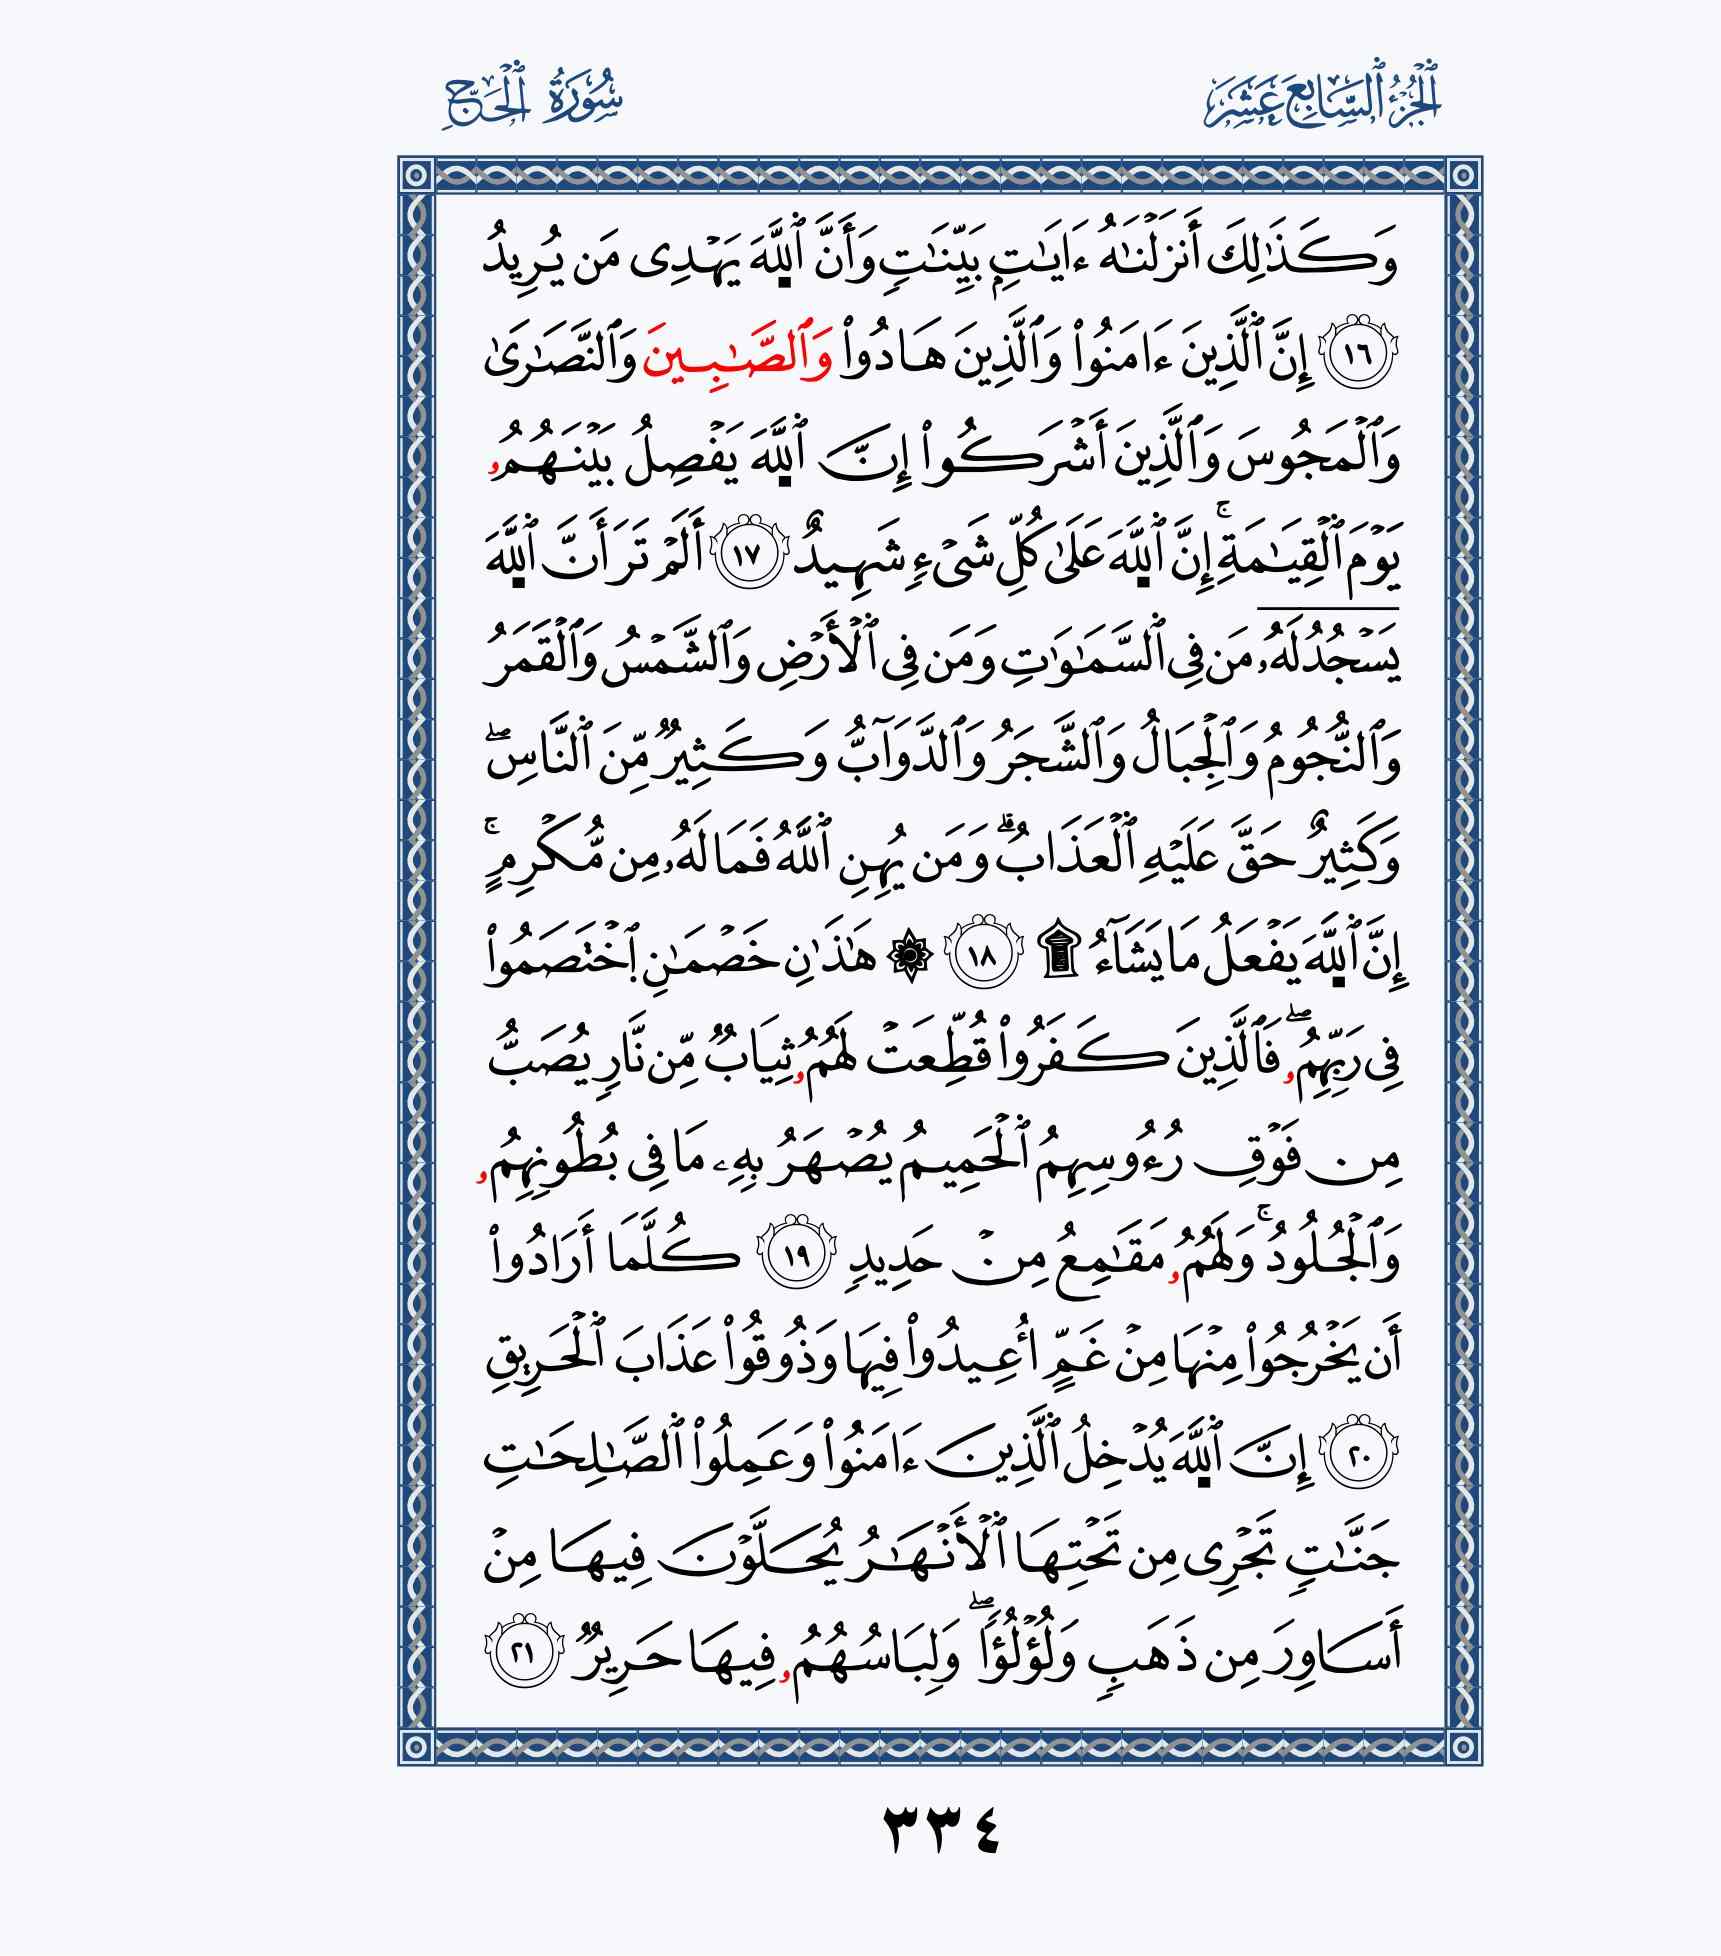 ٱلْجُزْءُ ٱلسَّابِعَ عَشَرَ
سُورَةُ ٱلْحَجِّ
وَكَذَٰلِكَ أَنزَلْنَٰهُ ءَايَٰتِۭ بَيِّنَٰتٖ وَأَنَّ ٱللَّهَ يَهْدِى مَن يُرِيدُ
١٦ إِنَّ ٱلَّذِينَ ءَامَنُوا۟ وَٱلَّذِينَ هَادُوا۟ وَٱلصَّٰبِينَ وَٱلنَّصَٰرَىٰ
وَٱلْمَجُوسَ وَٱلَّذِينَ أَشْرَكُوٓا۟ إِنَّ ٱللَّهَ يَفْصِلُ بَيْنَهُمُۥ
يَوْمَ ٱلْقِيَٰمَةِۚ إِنَّ ٱللَّهَ عَلَىٰ كُلِّ شَىْءٖ شَهِيدٌ ١٧ أَلَمْ تَرَ أَنَّ ٱللَّهَ
يَسْجُدُ لَهُۥ مَن فِى ٱلسَّمَٰوَٰتِ وَمَن فِى ٱلْأَرْضِ وَٱلشَّمْسُ وَٱلْقَمَرُ
وَٱلنُّجُومُ وَٱلْجِبَالُ وَٱلشَّجَرُ وَٱلدَّوَآبُّ وَكَثِيرٞ مِّنَ ٱلنَّاسِۖ
وَكَثِيرٌ حَقَّ عَلَيْهِ ٱلْعَذَابُۗ وَمَن يُهِنِ ٱللَّهُ فَمَا لَهُۥ مِن مُّكْرِمٍۚ
إِنَّ ٱللَّهَ يَفْعَلُ مَا يَشَآءُ ۩ ١٨ ۞ هَٰذَٰنِ خَصْمَٰنِ ٱخْتَصَمُوا۟
فِى رَبِّهِمُۥۖ فَٱلَّذِينَ كَفَرُوا۟ قُطِّعَتْ لَهُمُۥ ثِيَابٞ مِّن نَّارٖ يُصَبُّ
مِن فَوْقِ رُءُوسِهِمُ ٱلْحَمِيمُ يُصْهَرُ بِهِۦ مَا فِى بُطُونِهِمُۥ
وَٱلْجُلُودُۚ وَلَهُمُۥ مَقَٰمِعُ مِنْ حَدِيدٖ ١٩ كُلَّمَا أَرَادُوا۟
أَن يَخْرُجُوا۟ مِنْهَا مِنْ غَمٍّ أُعِيدُوا۟ فِيهَا وَذُوقُوا۟ عَذَابَ ٱلْحَرِيقِ
٢٠ إِنَّ ٱللَّهَ يُدْخِلُ ٱلَّذِينَ ءَامَنُوا۟ وَعَمِلُوا۟ ٱلصَّٰلِحَٰتِ
جَنَّٰتٖ تَجْرِى مِن تَحْتِهَا ٱلْأَنْهَٰرُ يُحَلَّوْنَ فِيهَا مِنْ
أَسَاوِرَ مِن ذَهَبٖ وَلُؤْلُؤٗاۖ وَلِبَاسُهُمُۥ فِيهَا حَرِيرٞ ٢١
٣٣٤